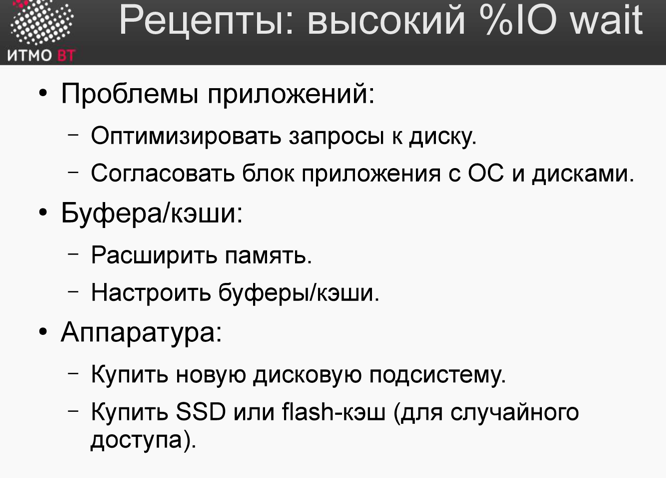 Рецепты: высокий %IO wait
ИТМО ВТ
• Проблемы приложений:
– Оптимизировать запросы к диску.
– Согласовать блок приложения с ОС и дисками.
• Буфера/кэши:
– Расширить память.
– Настроить буферы/кэши.
• Аппаратура:
– Купить новую дисковую подсистему.
– Купить SSD или flash-кэш (для случайного
доступа).